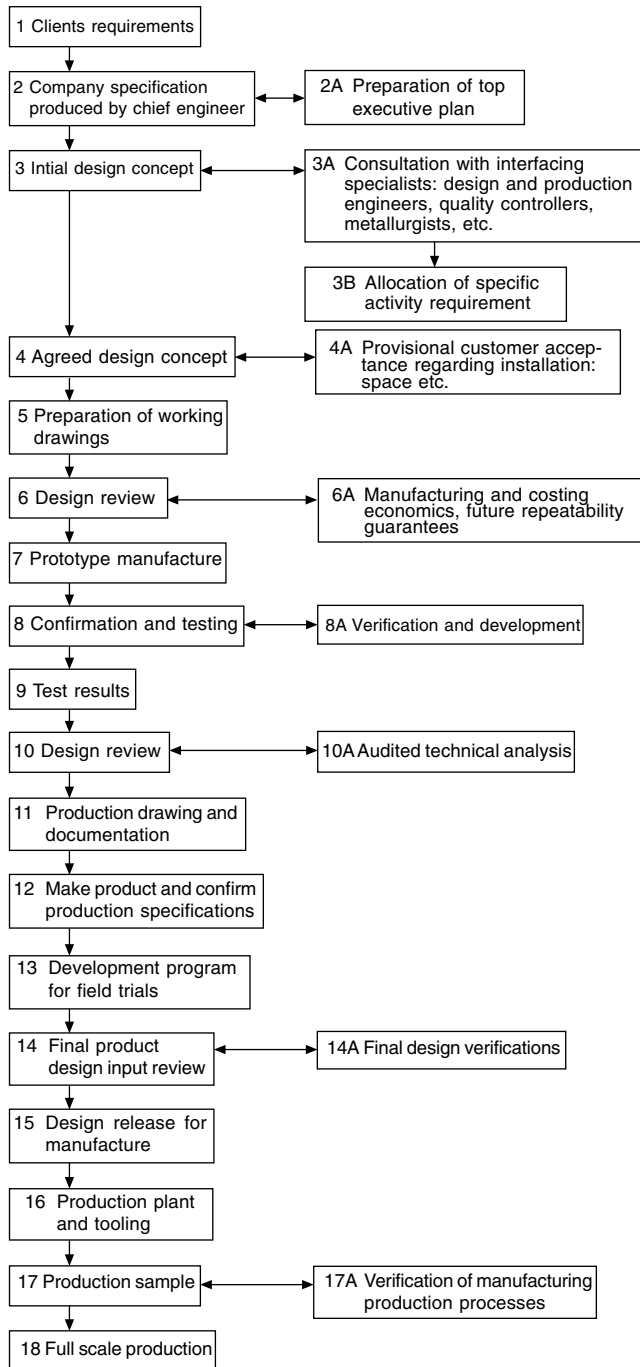 1 Clients requirements
2 Company specification
produced by chief engineer
2A Preparation of top
executive plan
3 Intial design concept
3A Consultation with interfacing
specialists: design and production
engineers, quality controllers,
metallurgists, etc.
3B Allocation of specific
activity requirement
4 Agreed design concept
4A Provisional customer accep-
tance regarding installation:
space etc.
5 Preparation of working
drawings
6 Design review
6A Manufacturing and costing
economics, future repeatability
guarantees
7 Prototype manufacture
8 Confirmation and testing
8A Verification and development
9 Test results
10 Design review
10A Audited technical analysis
11 Production drawing and
documentation
12 Make product and confirm
production specifications
13 Development program
for field trials
14 Final product
design input review
14A Final design verifications
15 Design release for
manufacture
16 Production plant
and tooling
17 Production sample
17A Verification of manufacturing
production processes
18 Full scale production